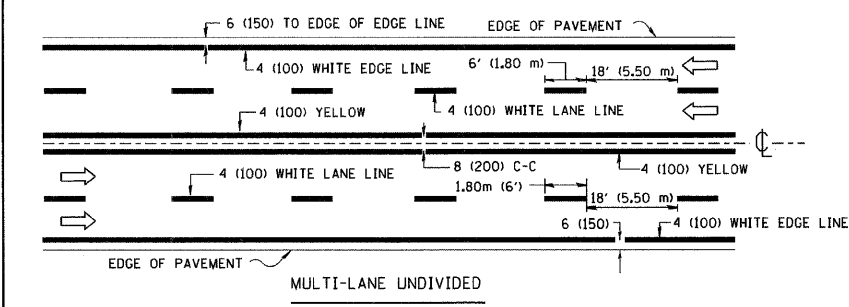 6 (150) TO EDGE OF EDGE LINE
EDGE OF PAVEMENT
4 (100) WHITE EDGE LINE
6' (1.80 m)
18' (5.50 m)
4 (100) YELLOW
4 (100) WHITE LANE LINE
℄
8 (200) C-C
4 (100) YELLOW
4 (100) WHITE LANE LINE
1.80m (6')
18' (5.50 m)
6 (150)
4 (100) WHITE EDGE LINE
EDGE OF PAVEMENT
MULTI-LANE UNDIVIDED